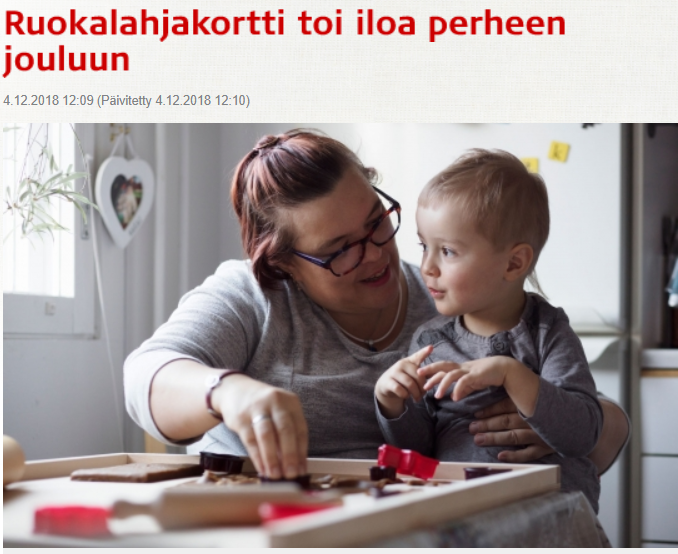 Ruokalahjakortti toi iloa perheen
jouluun
4.12.2018 12:09 (Päivitetty 4.12.2018 12:10)
k